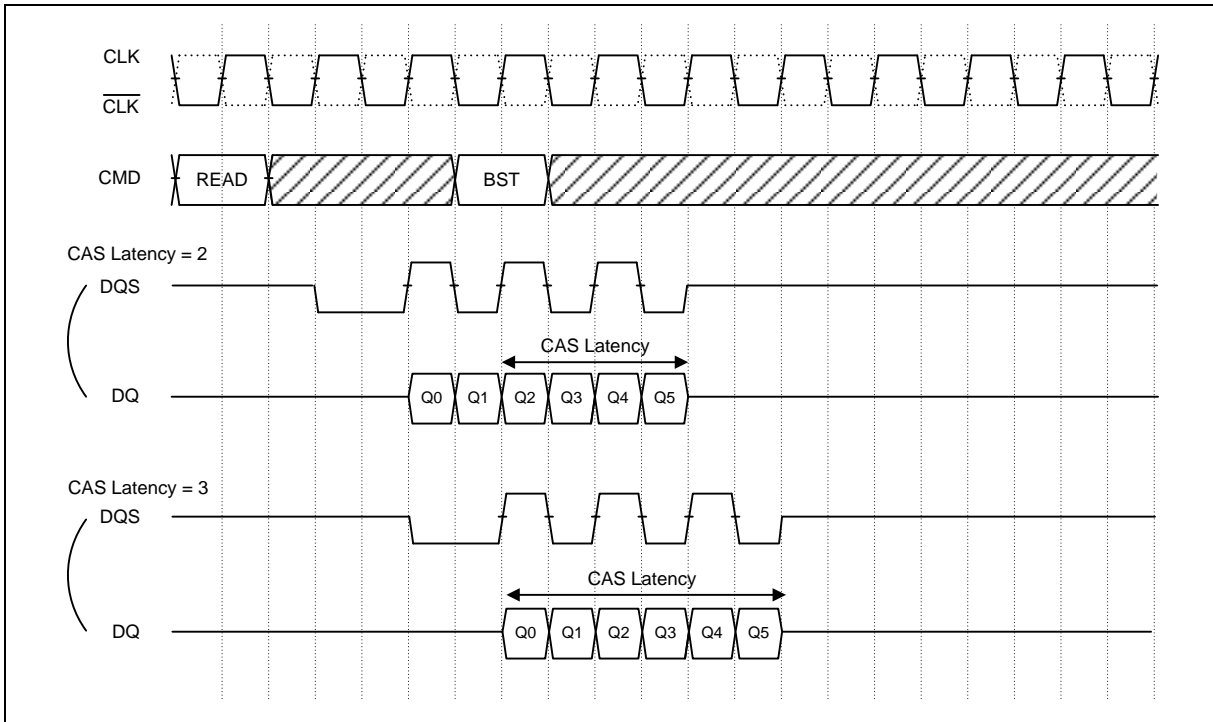 CLK
CLK
CMD
READ
BST
CAS Latency = 2
DQS
CAS Latency
DQ
Q0 Q1 Q2 Q3 Q4 Q5
CAS Latency = 3
DQS
CAS Latency
DQ
Q0 Q1 Q2 Q3 Q4 Q5